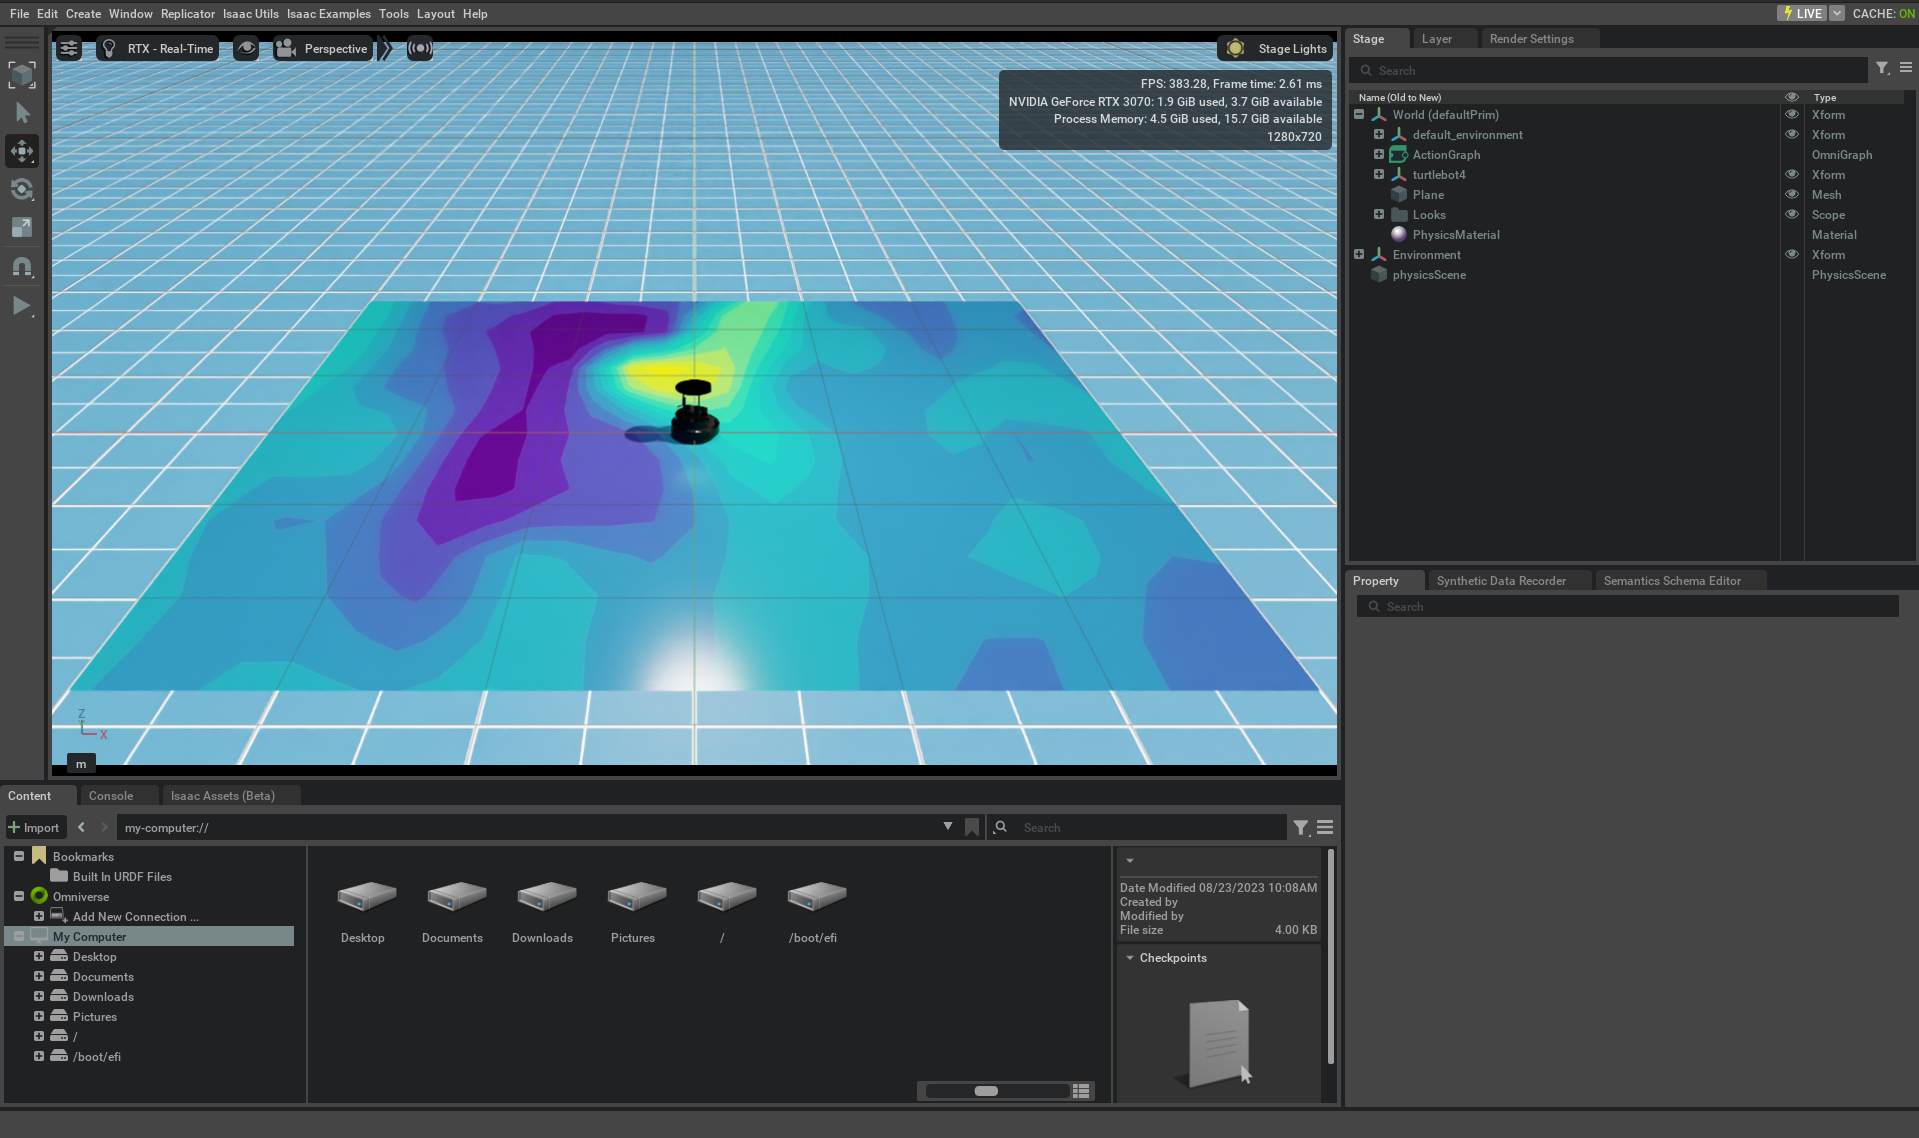 File Edit Create Window Replicator Isaac Utils Isaac Examples Tools Layout Help
LIVE CACHE: ON
RTX - Real-Time Perspective Stage Lights
FPS: 383.28, Frame time: 2.61 ms
NVIDIA GeForce RTX 3070: 1.9 GiB used, 3.7 GiB available
Process Memory: 4.5 GiB used, 15.7 GiB available
1280x720
Z
X
m
Stage Layer Render Settings
Search
Name (Old to New) Type
World (defaultPrim) Xform
default_environment Xform
ActionGraph OmniGraph
turtlebot4 Xform
Plane Mesh
Looks Scope
PhysicsMaterial Material
Environment Xform
physicsScene PhysicsScene
Property Synthetic Data Recorder Semantics Schema Editor
Search
Content Console Isaac Assets (Beta)
Import my-computer:// Search
Bookmarks
Built In URDF Files
Omniverse
Add New Connection ...
My Computer
Desktop
Documents
Downloads
Pictures
/
/boot/efi
Desktop Documents Downloads Pictures / /boot/efi
Date Modified 08/23/2023 10:08AM
Created by
Modified by
File size 4.00 KB
Checkpoints